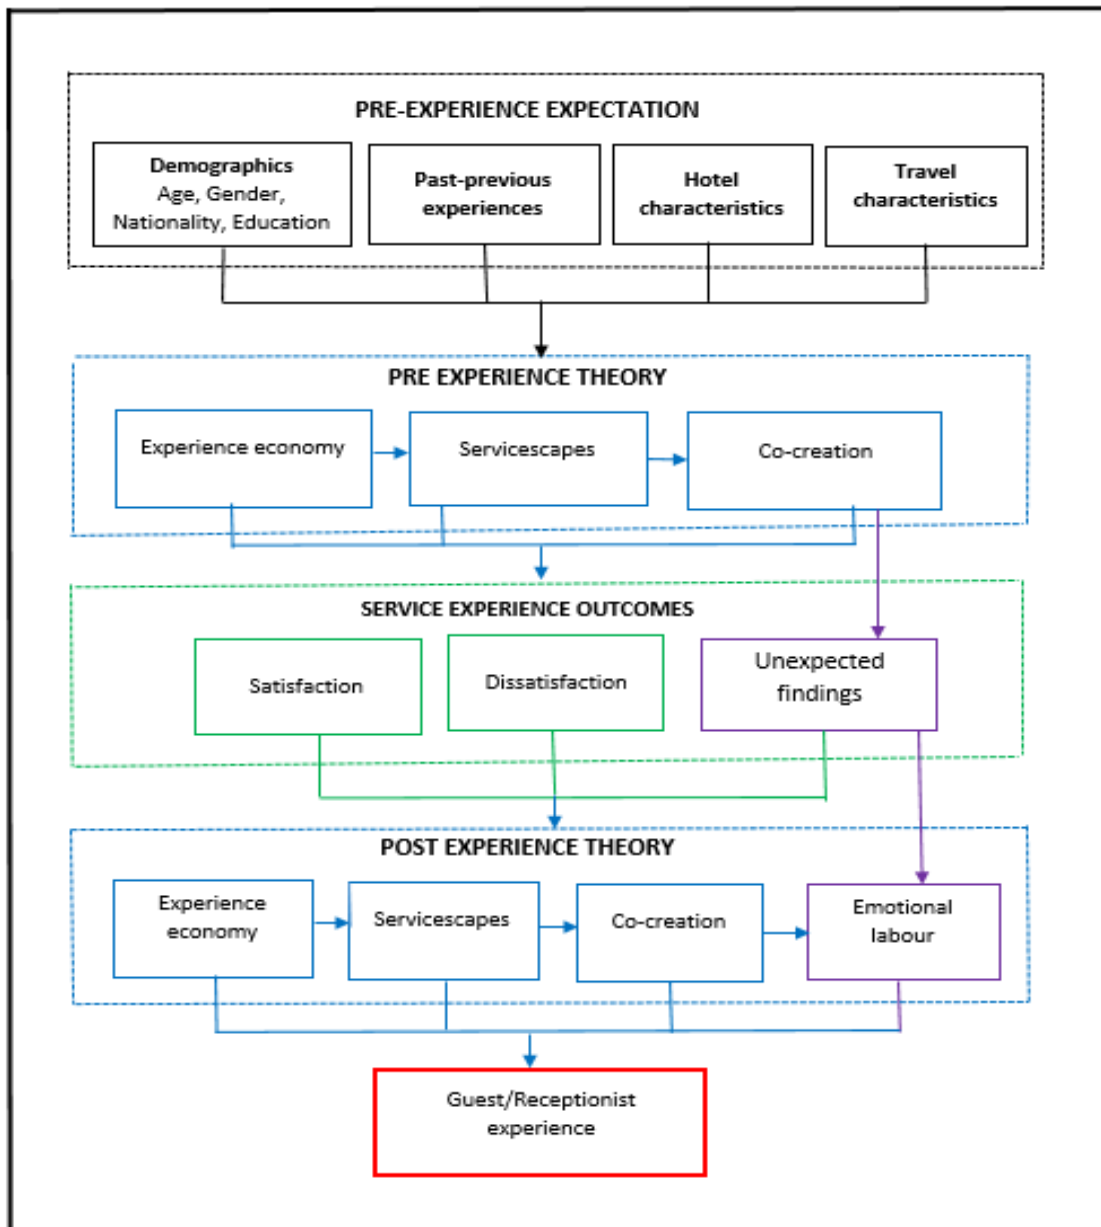 PRE-EXPERIENCE EXPECTATION
Demographics
Age, Gender,
Nationality, Education
Past-previous
experiences
Hotel
characteristics
Travel
characteristics
PRE EXPERIENCE THEORY
Experience economy
Servicescapes
Co-creation
SERVICE EXPERIENCE OUTCOMES
Satisfaction
Dissatisfaction
Unexpected
findings
POST EXPERIENCE THEORY
Experience
economy
Servicescapes
Co-creation
Emotional
labour
Guest/Receptionist
experience